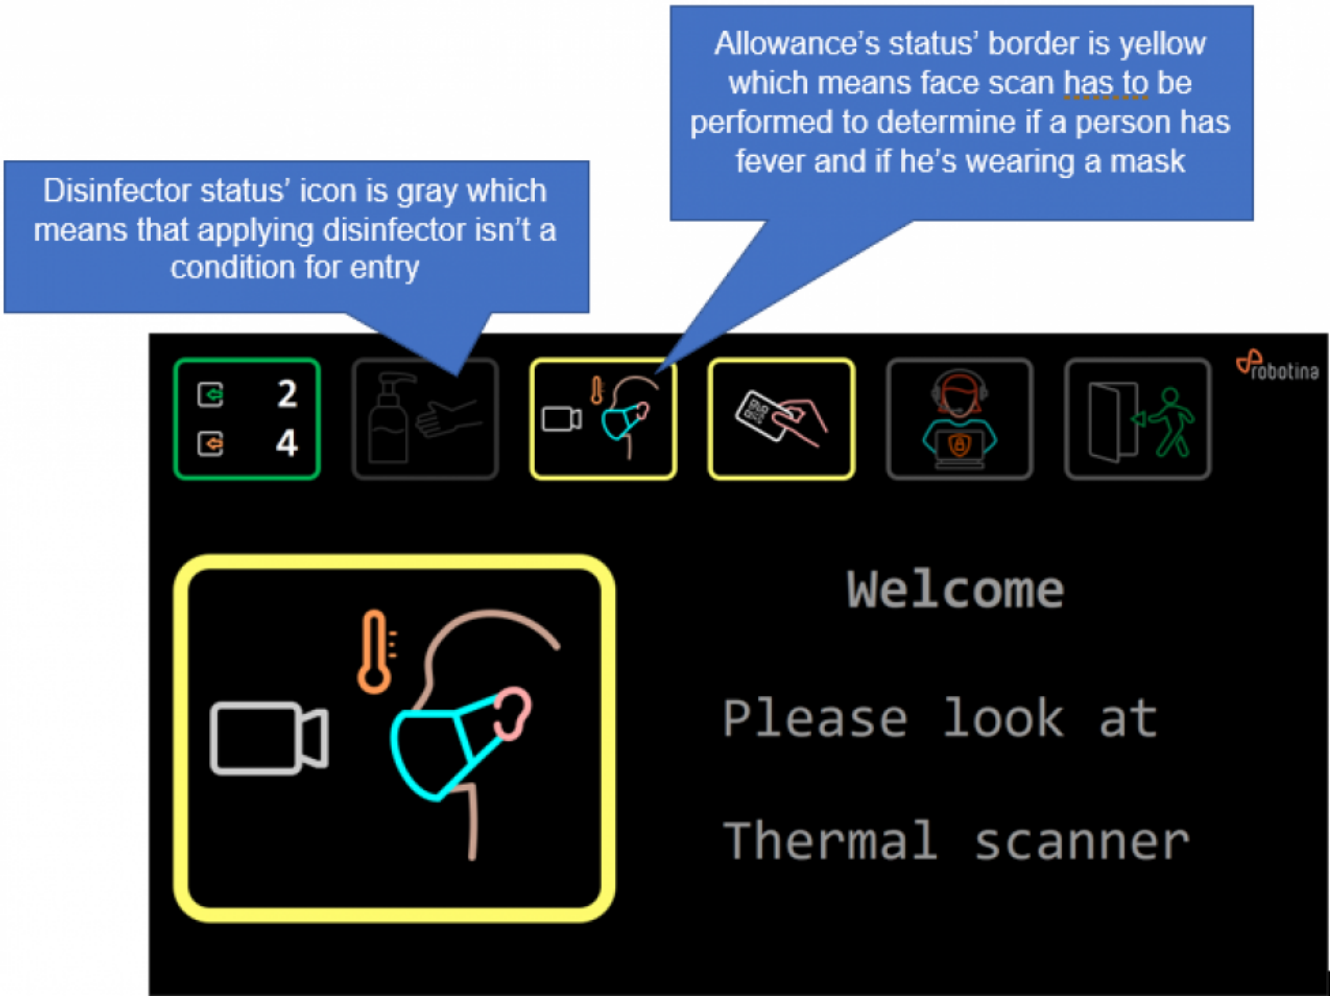 Allowance's status' border is yellow
which means face scan has to be
performed to determine if a person has
fever and if he's wearing a mask
Disinfector status' icon is gray which
means that applying disinfector isn't a
condition for entry
2
4
robotina
Welcome
Please look at
Thermal scanner